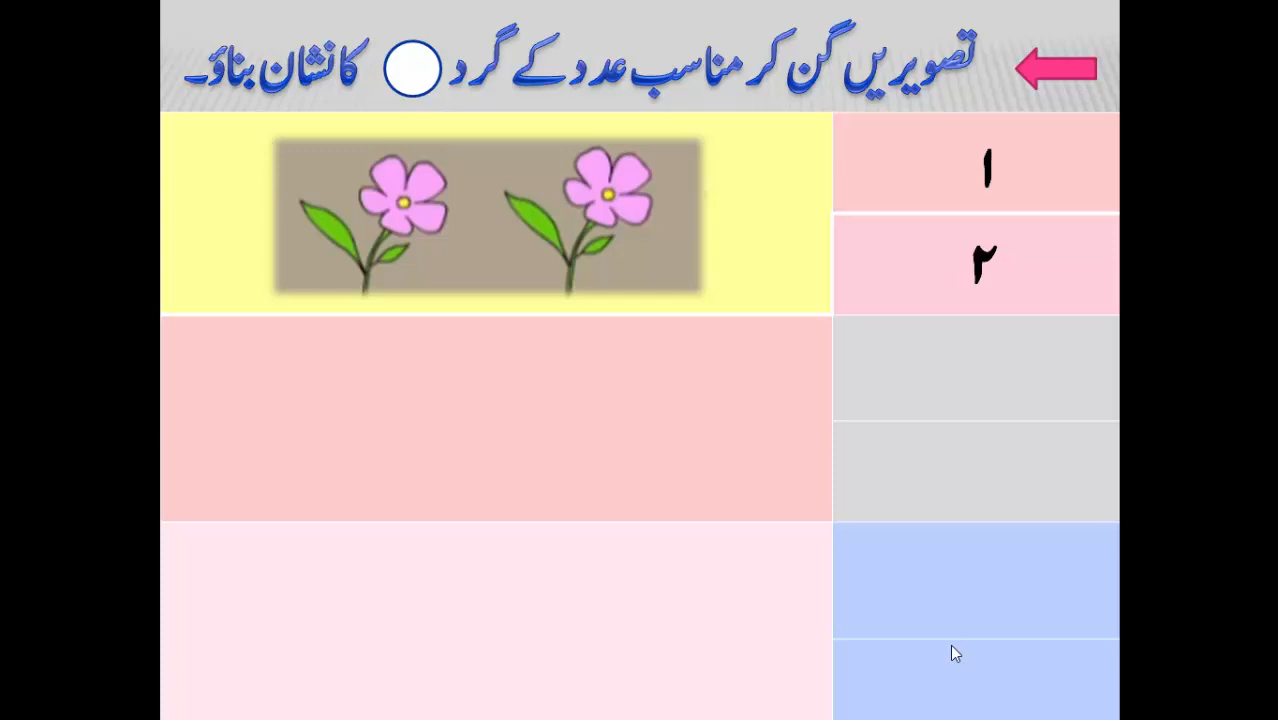 تصویریں گن کر مناسب عدد کے گرد کا نشان بناؤ۔
۱
۲